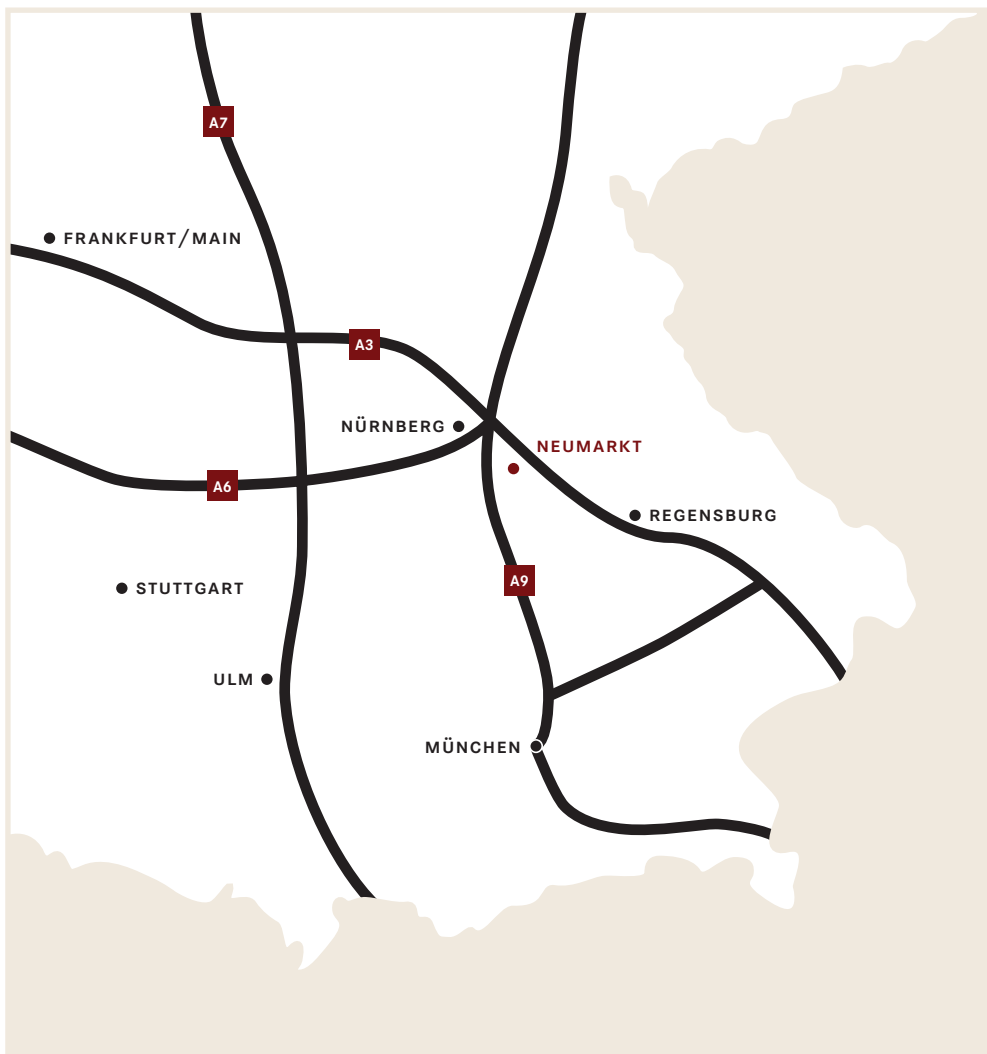 A7
FRANKFURT/MAIN
A3
NÜRNBERG
NEUMARKT
A6
REGENSBURG
A9
STUTTGART
ULM
MÜNCHEN